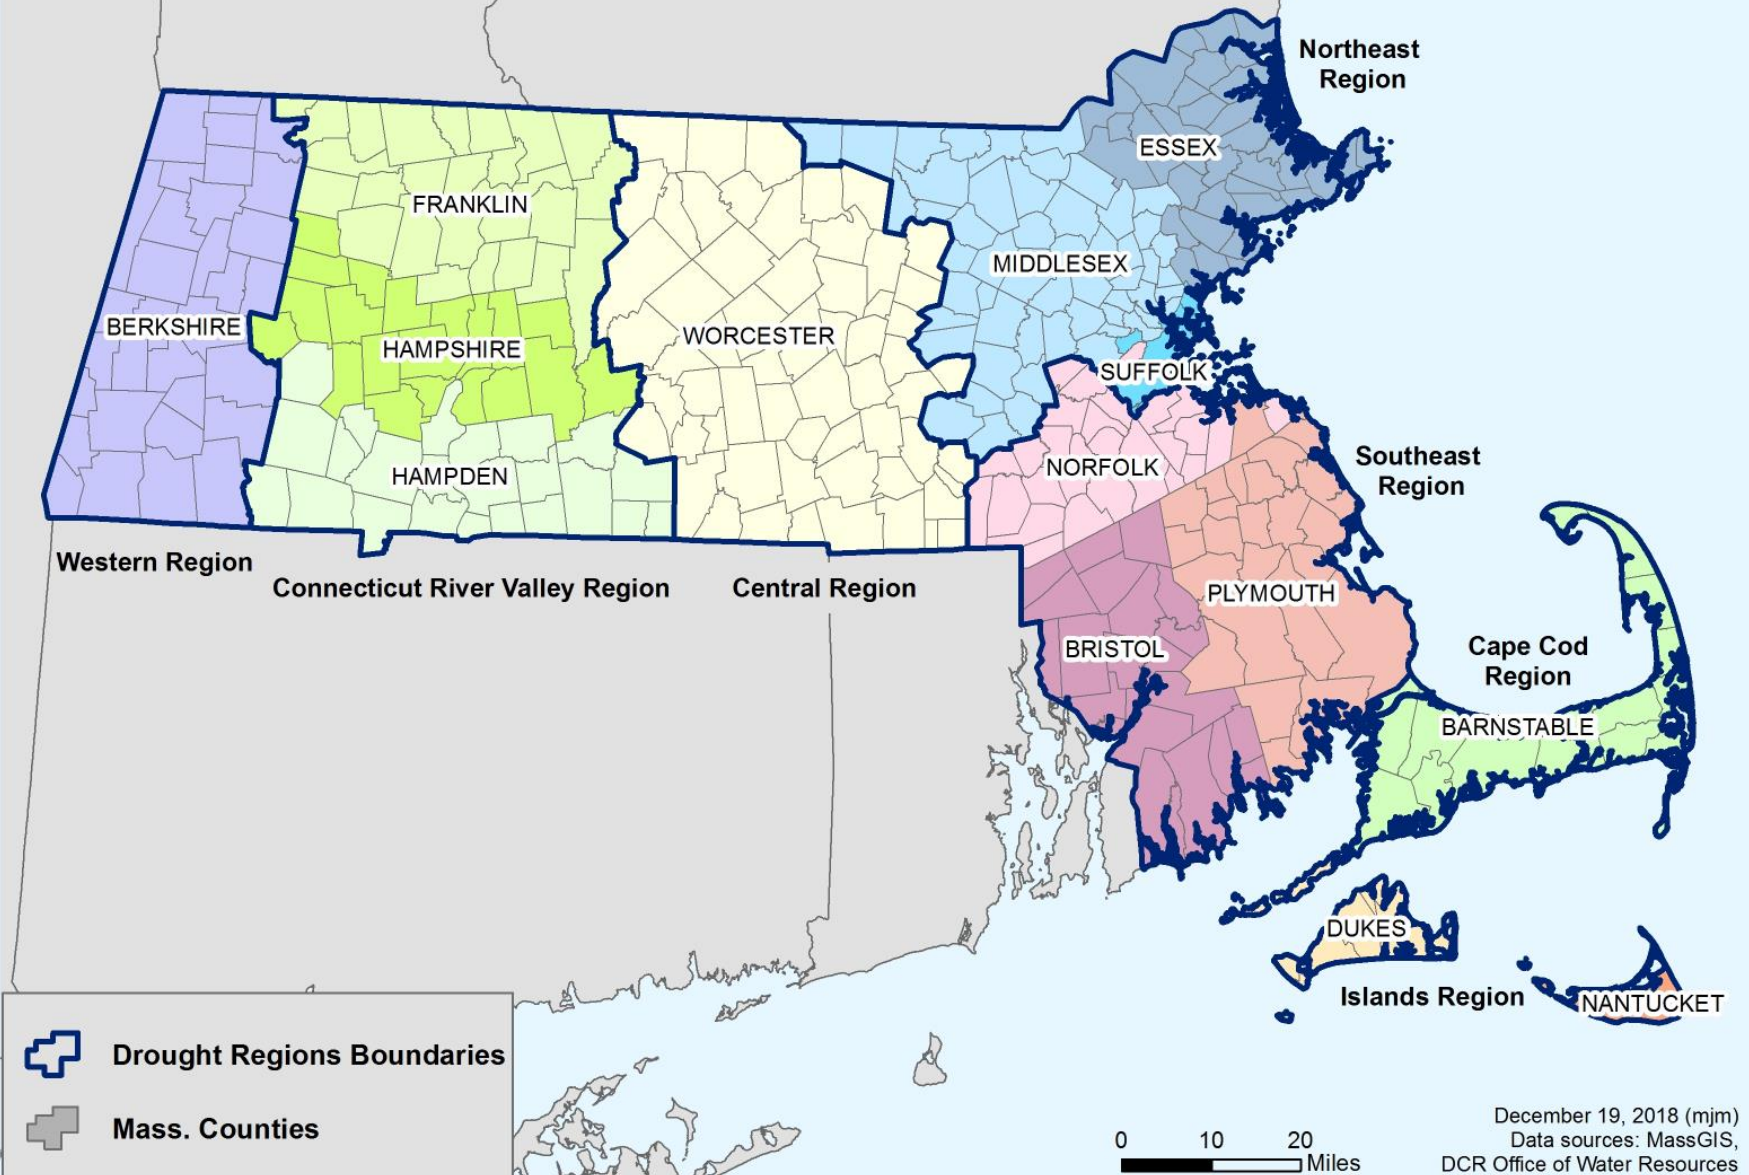 Northeast
Region
ESSEX
FRANKLIN
MIDDLESEX
BERKSHIRE
WORCESTER
HAMPSHIRE
SUFFOLK
NORFOLK
HAMPDEN
Southeast
Region
Western Region
Connecticut River Valley Region
Central Region
PLYMOUTH
BRISTOL
Cape Cod
Region
BARNSTABLE
DUKES
Islands Region
NANTUCKET
Drought Regions Boundaries
Mass. Counties
0 10 20
Miles
December 19, 2018 (mjm)
Data sources: MassGIS,
DCR Office of Water Resources